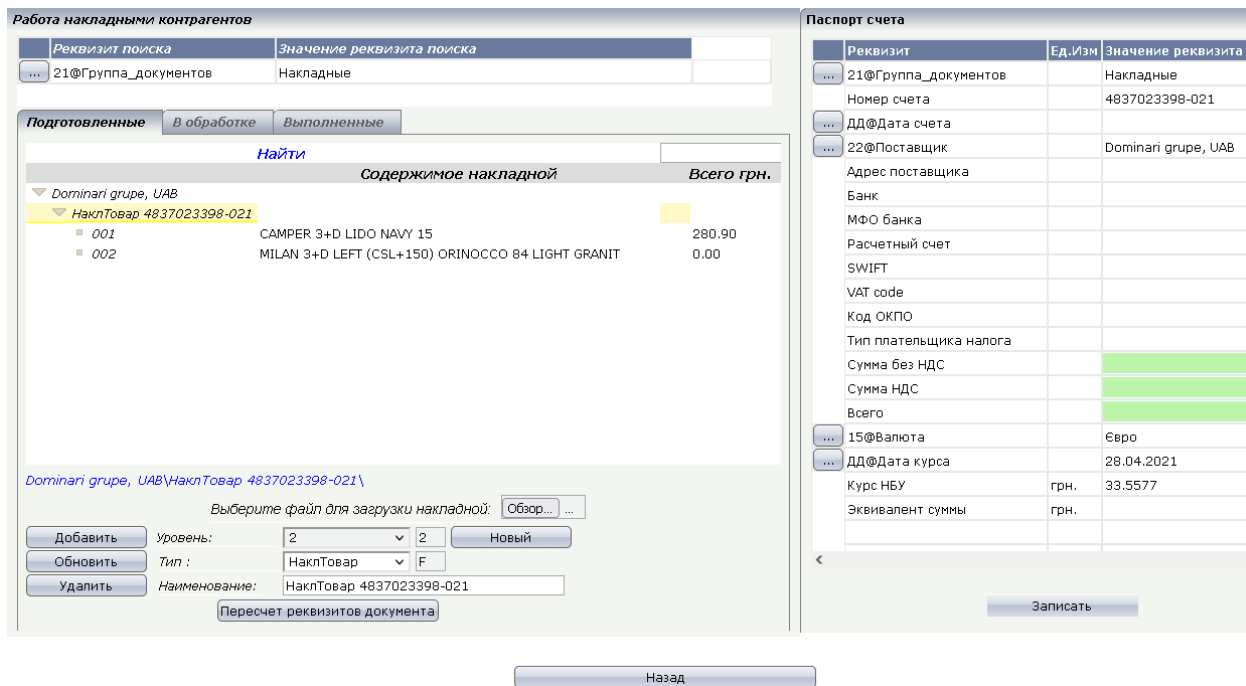 Работа накладными контрагентов
Реквизит поиска Значение реквизита поиска
... 21@Группа_документов Накладные
Подготовленные В обработке Выполненные
Найти
Содержимое накладной Всего грн.
Dominari grupe, UAB
НаклТовар 4837023398-021
001 CAMPER 3+D LIDO NAVY 15 280.90
002 MILAN 3+D LEFT (CSL+150) ORINOCCO 84 LIGHT GRANIT 0.00
Dominari grupe, UAB\НаклТовар 4837023398-021\
Выберите файл для загрузки накладной: Обзор... ...
Добавить Уровень: 2 2 Новый
Обновить Тип : НаклТовар F
Удалить Наименование: НаклТовар 4837023398-021
Пересчет реквизитов документа
Паспорт счета
Реквизит Ед.Изм Значение реквизита
... 21@Группа_документов Накладные
Номер счета 4837023398-021
... ДД@Дата счета
... 22@Поставщик Dominari grupe, UAB
Адрес поставщика
Банк
МФО банка
Расчетный счет
SWIFT
VAT code
Код ОКПО
Тип плательщика налога
Сумма без НДС
Сумма НДС
Всего
... 15@Валюта Євро
... ДД@Дата курса 28.04.2021
Курс НБУ грн. 33.5577
Эквивалент суммы грн.
Записать
Назад